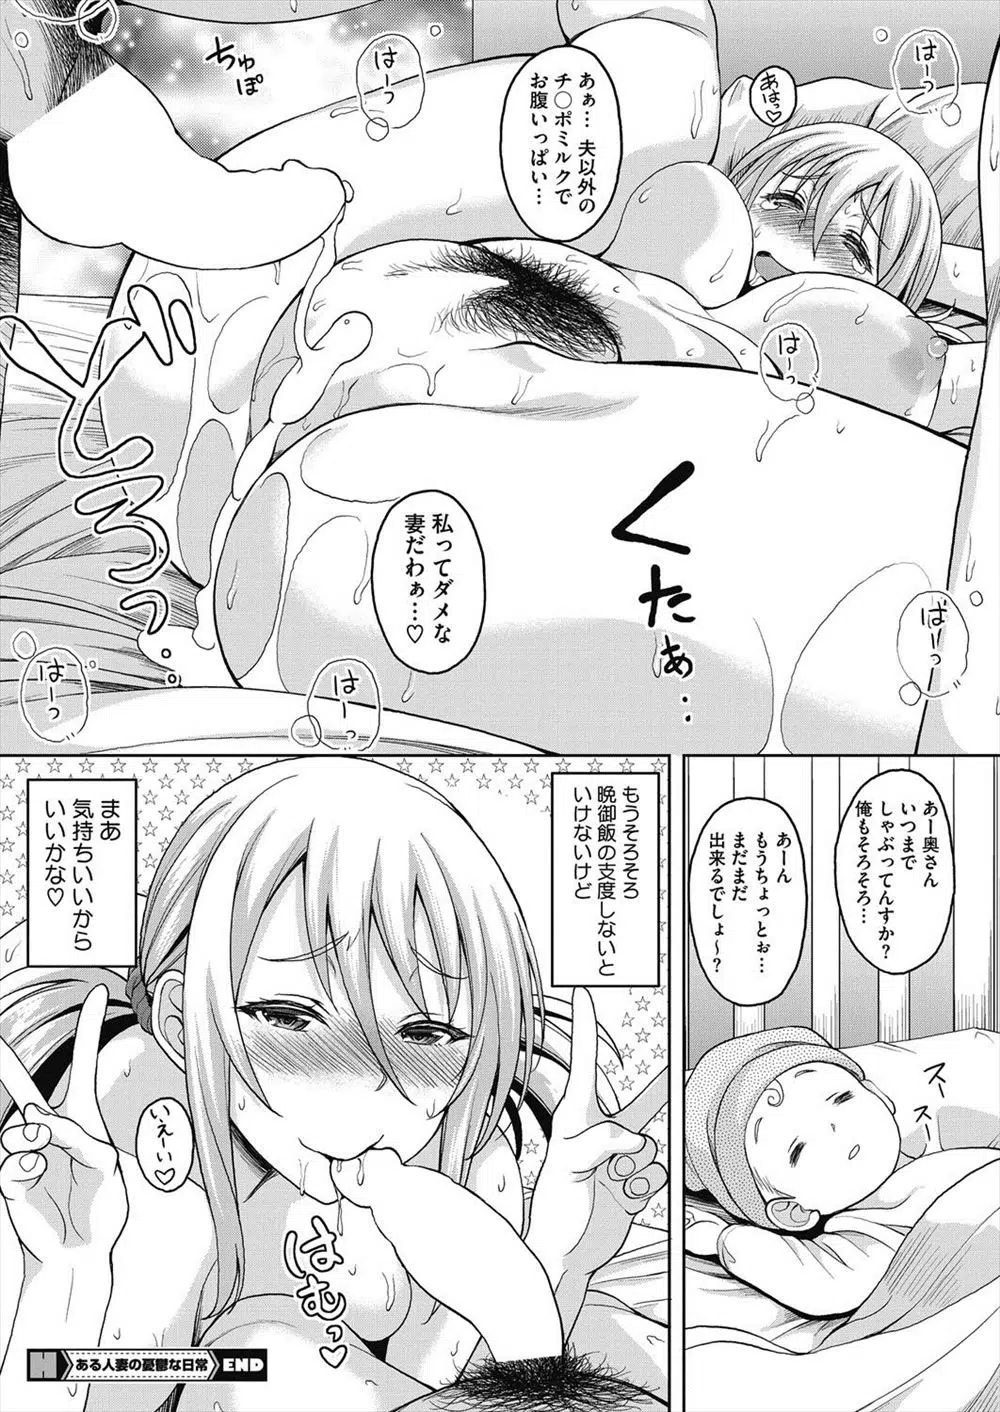 ちゅ
ぽ
はーっ
はーっ
あはっ♡
あぁ…夫以外の
チ○ポミルクで
お腹いっぱい…
はーっ
私ってダメな
妻だわぁ…♡
くたぁ…
はーっ
はーっ
はーっ
あー奥さん
いつまで
しゃぶってんすか?
俺もそろそろ…
あーん
もうちょっとぉ…
まだまだ
出来るでしょ～?
スー
スー
もうそろそろ
晩御飯の支度しないと
いけないけど
まあ
気持ちいいから
いいかな♡
いぇーい♡
はむっ♡
H ある人妻の憂鬱な日常 END